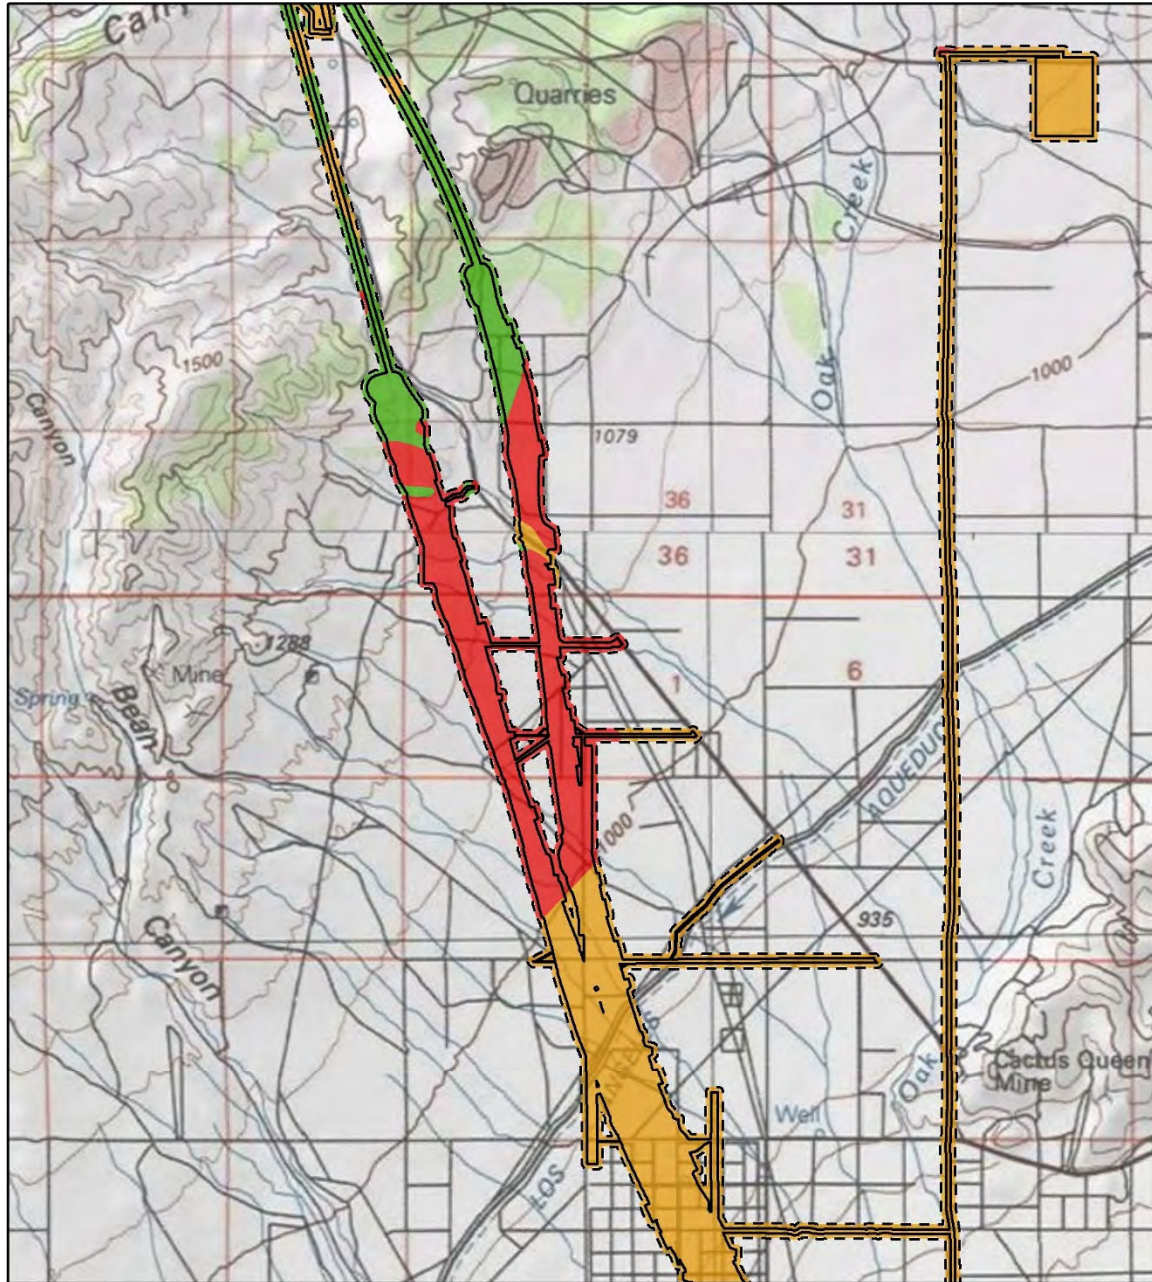 Quarries
Creek
Oak
1500
1000
Canyon
1079
36
31
36
31
1288
Mine
6
1
Spring
Bean
AQUEDUC
1000
Creek
935
Canyon
Cactus Queen
Mine
Oak
Well
LOS